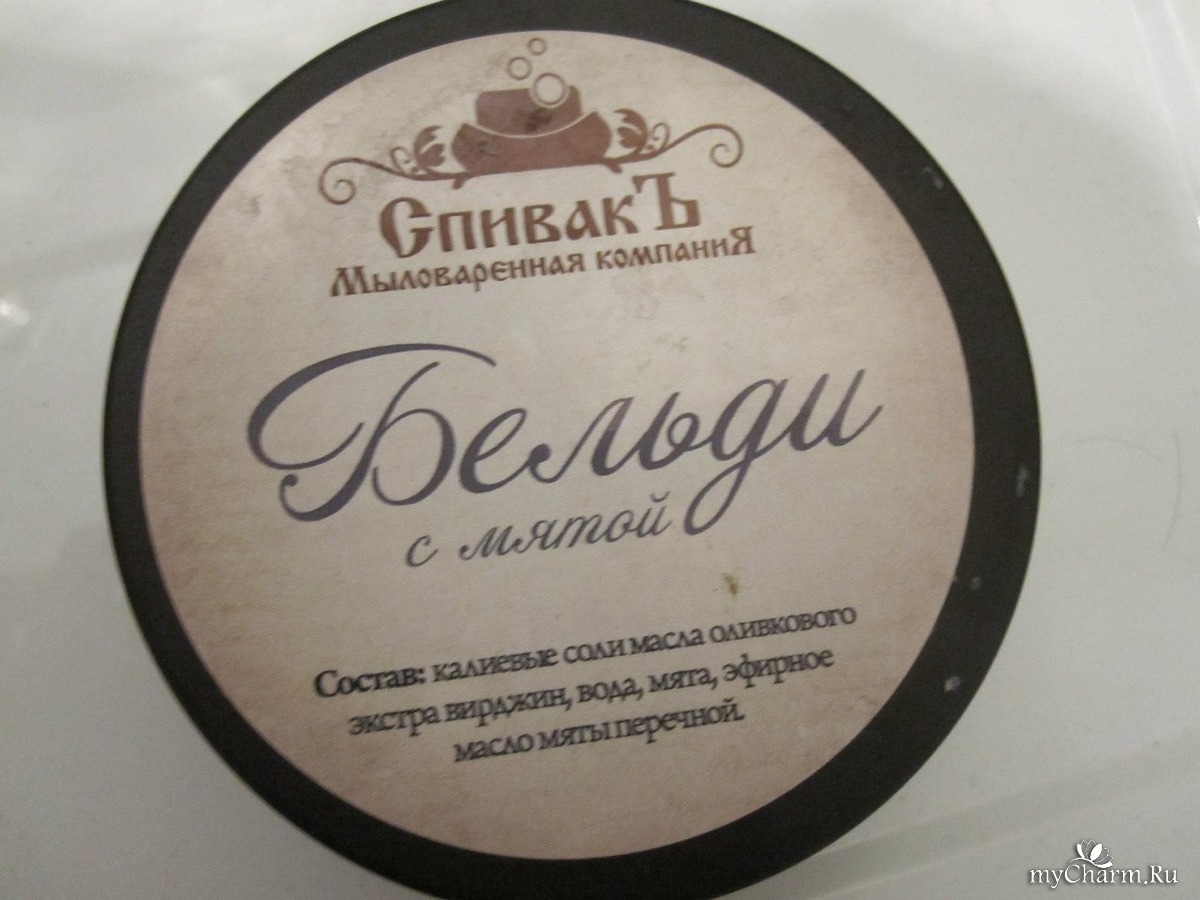 СпивакЪ
Мыловаренная компаниЯ
Бельди
с мятой
Состав: калиевые соли масла оливкового
экстра вирджин, вода, мята, эфирное
масло мяты перечной.
myCharm.Ru